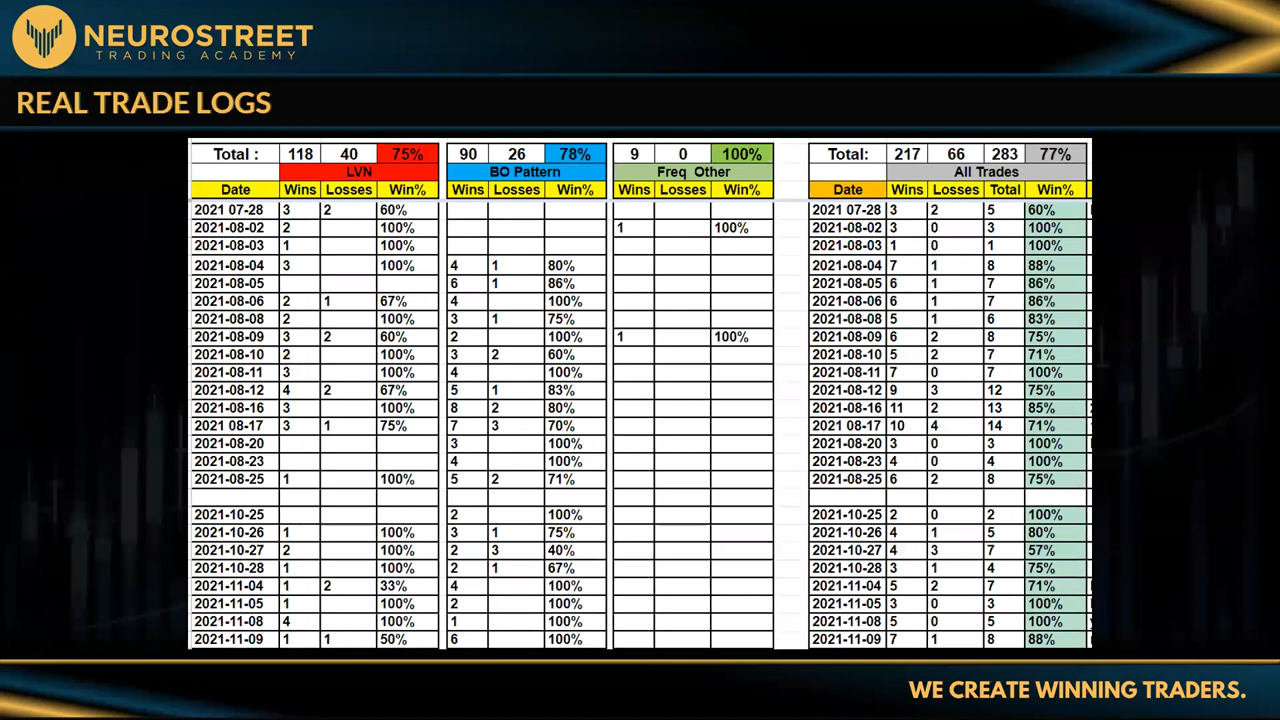 NEUROSTREET
TRADING ACADEMY
REAL TRADE LOGS
Total : 118 40 75% 90 26 78% 9 0 100% Total: 217 66 283 77%
LVN BO Pattern Freq Other All Trades
Date Wins Losses Win% Wins Losses Win% Wins Losses Win% Date Wins Losses Total Win%
2021 07-28 3 2 60% 2021 07-28 3 2 5 60%
2021-08-02 2 100% 1 100% 2021-08-02 3 0 3 100%
2021-08-03 1 100% 2021-08-03 1 0 1 100%
2021-08-04 3 100% 4 1 80% 2021-08-04 7 1 8 88%
2021-08-05 6 1 86% 2021-08-05 6 1 7 86%
2021-08-06 2 1 67% 4 100% 2021-08-06 6 1 7 86%
2021-08-08 2 100% 3 1 75% 2021-08-08 5 1 6 83%
2021-08-09 3 2 60% 2 100% 1 100% 2021-08-09 6 2 8 75%
2021-08-10 2 100% 3 2 60% 2021-08-10 5 2 7 71%
2021-08-11 3 100% 4 100% 2021-08-11 7 0 7 100%
2021-08-12 4 2 67% 5 1 83% 2021-08-12 9 3 12 75%
2021-08-16 3 100% 8 2 80% 2021-08-16 11 2 13 85%
2021 08-17 3 1 75% 7 3 70% 2021 08-17 10 4 14 71%
2021-08-20 3 100% 2021-08-20 3 0 3 100%
2021-08-23 4 100% 2021-08-23 4 0 4 100%
2021-08-25 1 100% 5 2 71% 2021-08-25 6 2 8 75%
2021-10-25 2 100% 2021-10-25 2 0 2 100%
2021-10-26 1 100% 3 1 75% 2021-10-26 4 1 5 80%
2021-10-27 2 100% 2 3 40% 2021-10-27 4 3 7 57%
2021-10-28 1 100% 2 1 67% 2021-10-28 3 1 4 75%
2021-11-04 1 2 33% 4 100% 2021-11-04 5 2 7 71%
2021-11-05 1 100% 2 100% 2021-11-05 3 0 3 100%
2021-11-08 4 100% 1 100% 2021-11-08 5 0 5 100%
2021-11-09 1 1 50% 6 100% 2021-11-09 7 1 8 88%
WE CREATE WINNING TRADERS.